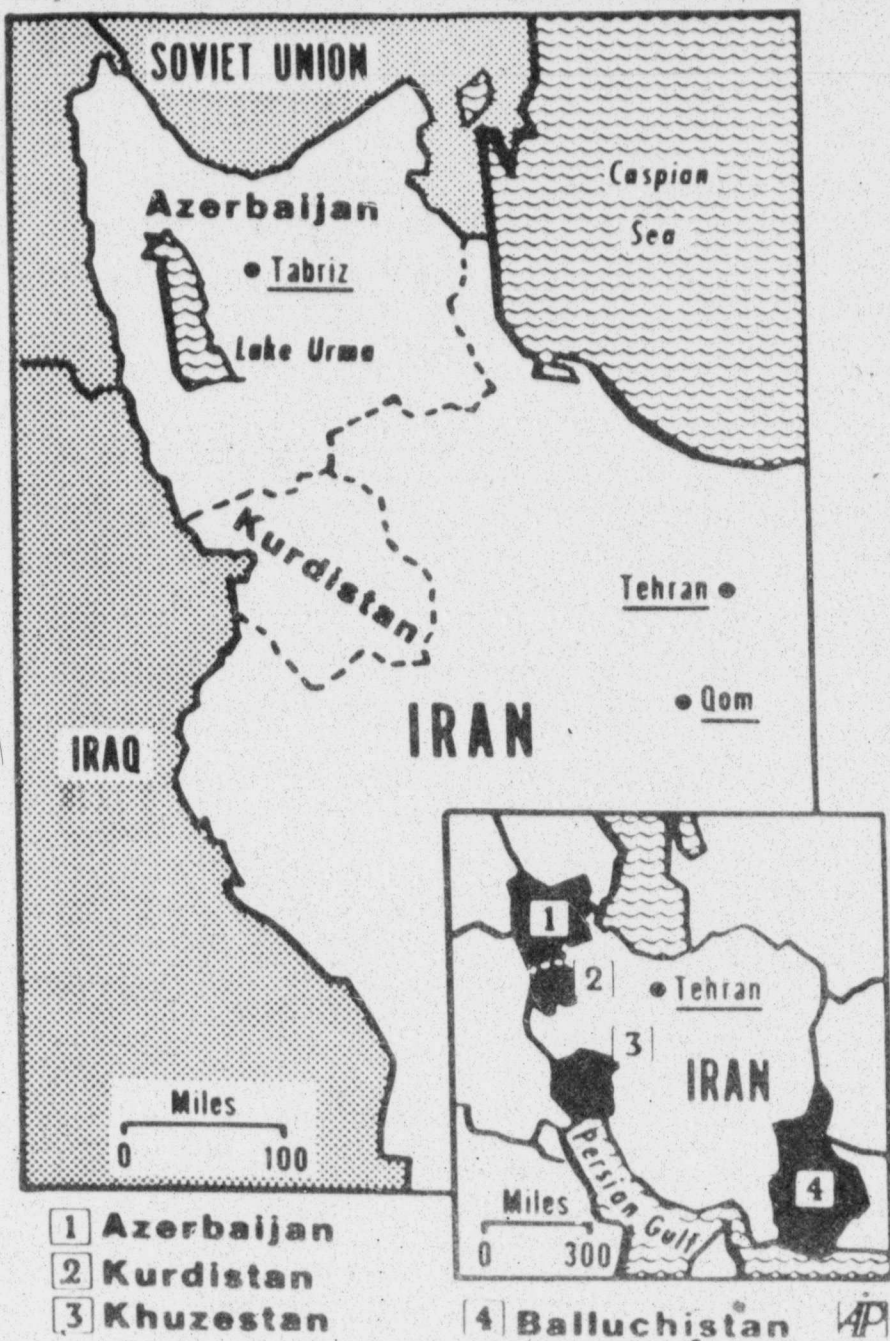 SOVIET UNION
Caspian
Sea
Azerbaijan
Tabriz
Lake Urma
Kurdistan
Tehran
Qom
IRAN
IRAQ
Miles
0 100
1
2
Tehran
3
IRAN
4
Persian Gulf
Miles
0 300
1 Azerbaijan
2 Kurdistan
3 Khuzestan
4 Balluchistan
AP